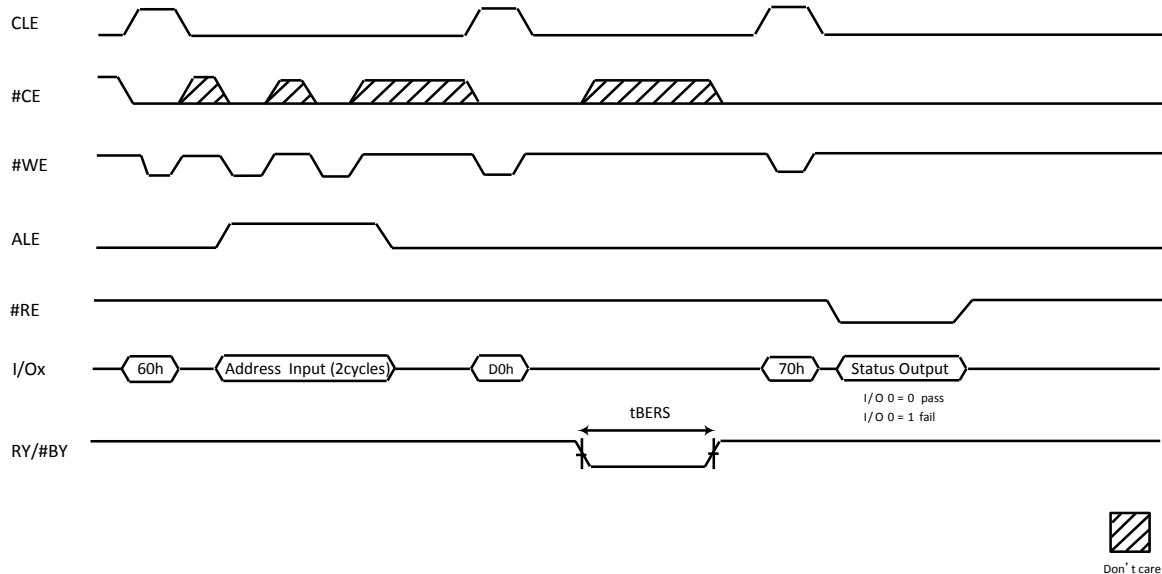 CLE
#CE
#WE
ALE
#RE
I/Ox
60h
Address Input (2cycles)
D0h
70h
Status Output
I/O 0 = 0 pass
I/O 0 = 1 fail
tBERS
RY/#BY
Don't care